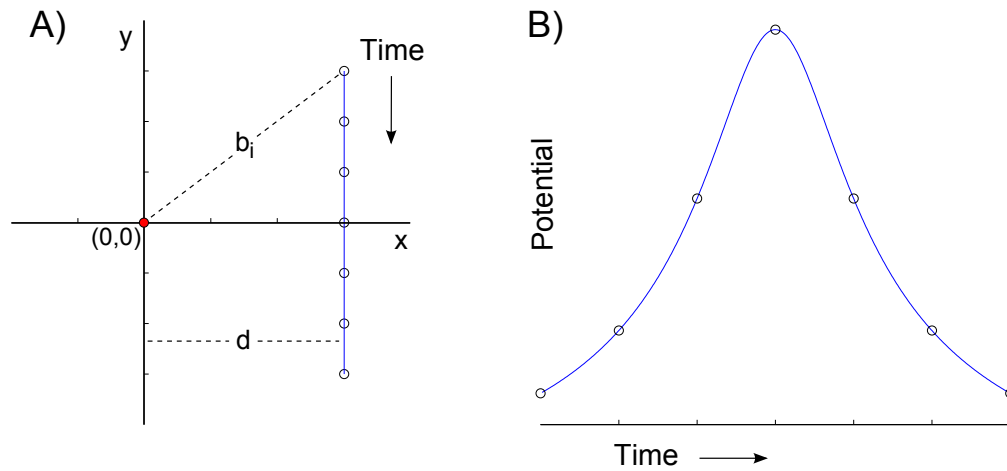 A)
y
Time
b_i
(0,0)
x
d
B)
Potential
Time